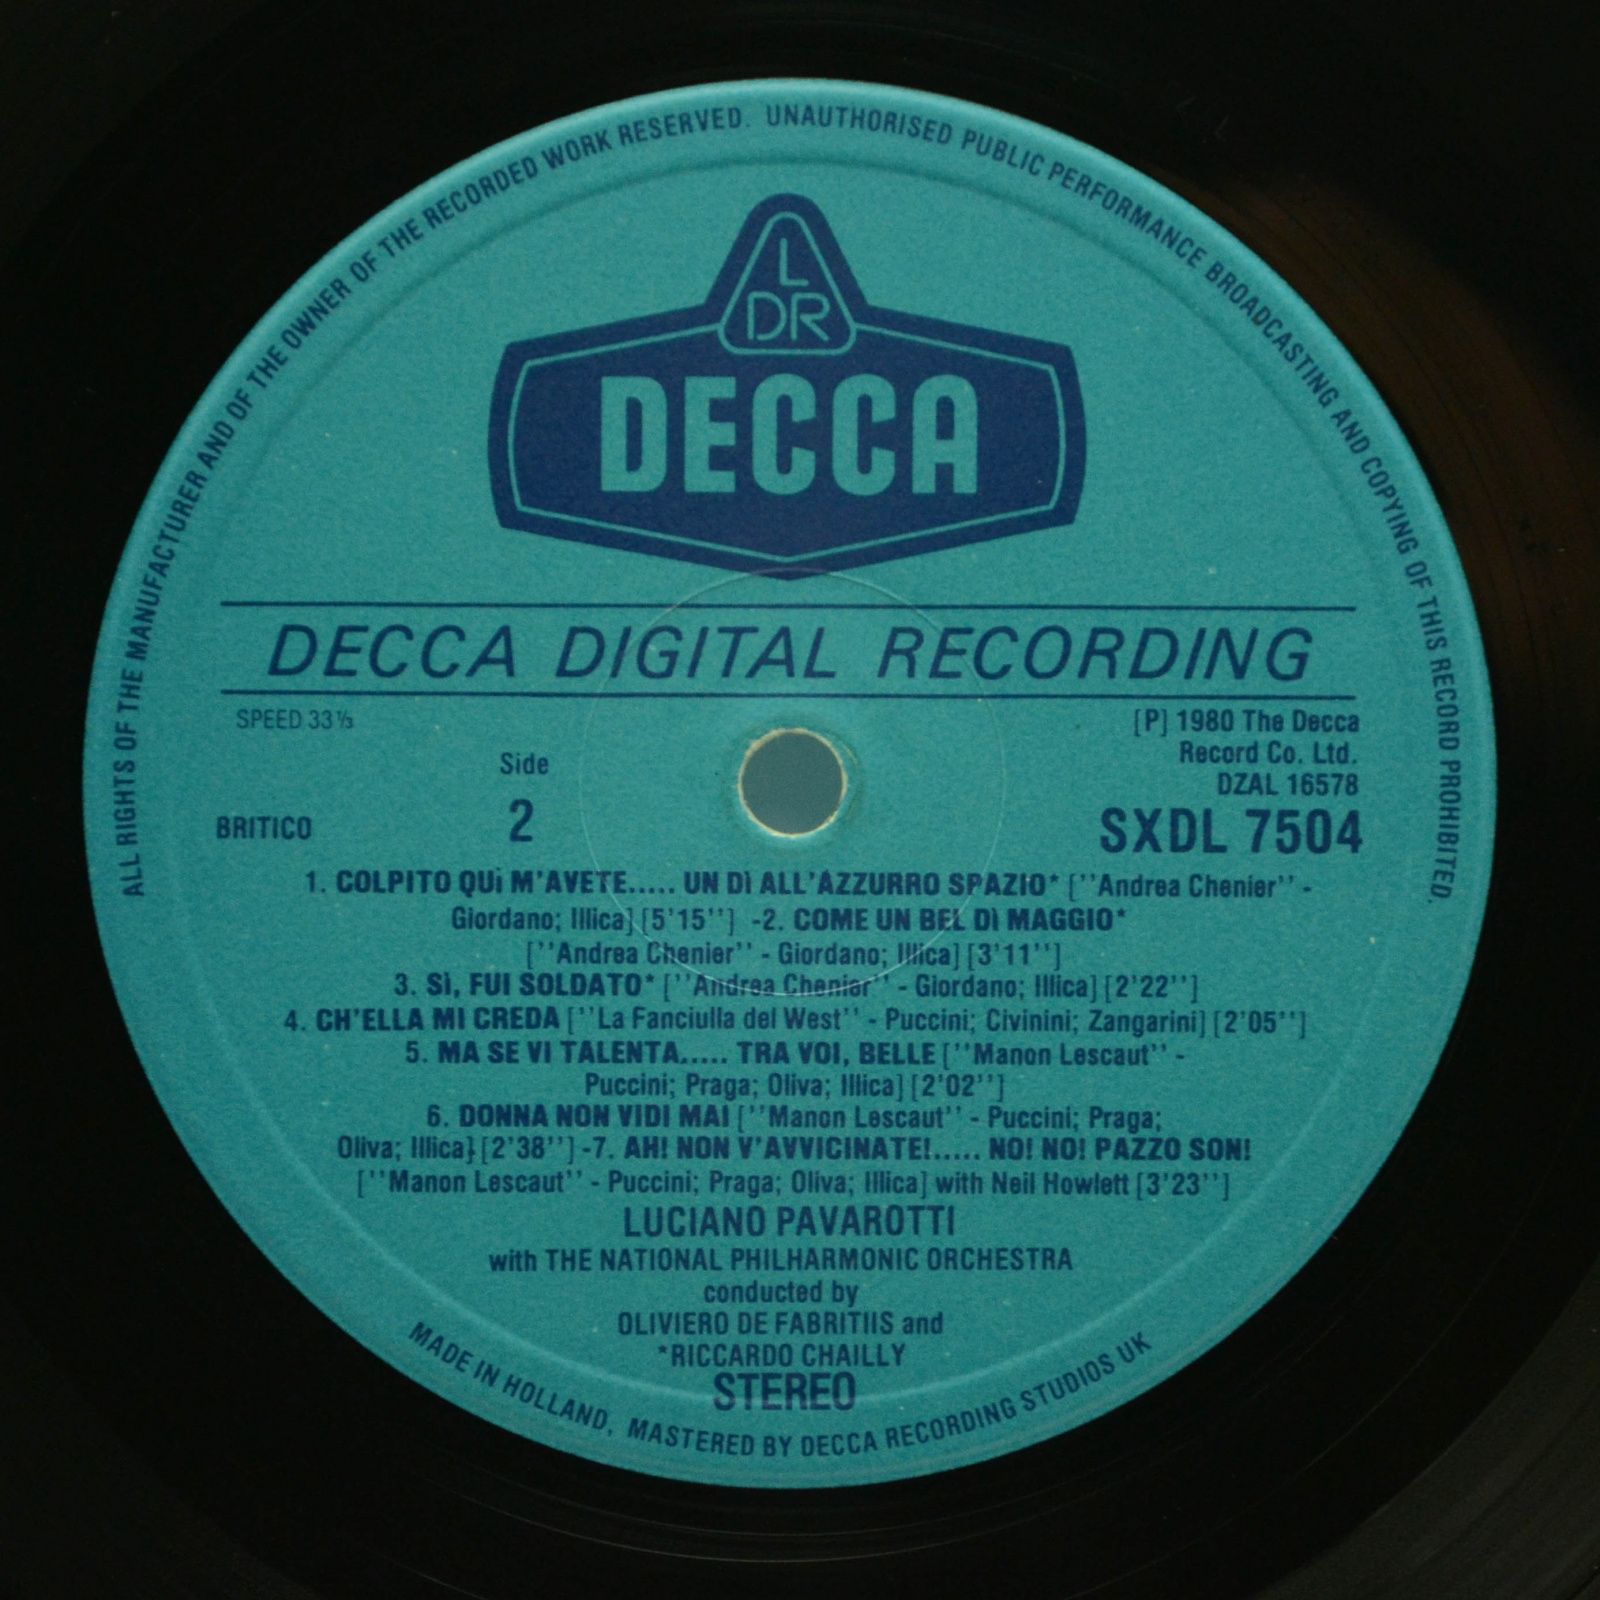 ALL RIGHTS OF THE MANUFACTURER AND OF THE OWNER OF THE RECORDED WORK RESERVED. UNAUTHORISED PUBLIC PERFORMANCE BROADCASTING AND COPYING OF THIS RECORD PROHIBITED.
L
DR
DECCA
DECCA DIGITAL RECORDING
SPEED 33⅓
[P] 1980 The Decca
Record Co. Ltd.
DZAL 16578
Side
2
BRITICO
SXDL 7504
1. COLPITO QUì M'AVETE..... UN Dì ALL'AZZURRO SPAZIO* [''Andrea Chenier'' -
Giordano; Illica] [5'15''] -2. COME UN BEL Dì MAGGIO*
[''Andrea Chenier'' - Giordano; Illica] [3'11'']
3. Sì, FUI SOLDATO* [''Andrea Chenier'' - Giordano; Illica] [2'22'']
4. CH'ELLA MI CREDA [''La Fanciulla del West'' - Puccini; Civinini; Zangarini] [2'05'']
5. MA SE VI TALENTA..... TRA VOI, BELLE [''Manon Lescaut'' -
Puccini; Praga; Oliva; Illica] [2'02'']
6. DONNA NON VIDI MAI [''Manon Lescaut'' - Puccini; Praga;
Oliva; Illica] [2'38''] -7. AH! NON V'AVVICINATE!..... NO! NO! PAZZO SON!
[''Manon Lescaut'' - Puccini; Praga; Oliva; Illica] with Neil Howlett [3'23'']
LUCIANO PAVAROTTI
with THE NATIONAL PHILHARMONIC ORCHESTRA
conducted by
OLIVIERO DE FABRITIIS and
*RICCARDO CHAILLY
STEREO
MADE IN HOLLAND, MASTERED BY DECCA RECORDING STUDIOS UK